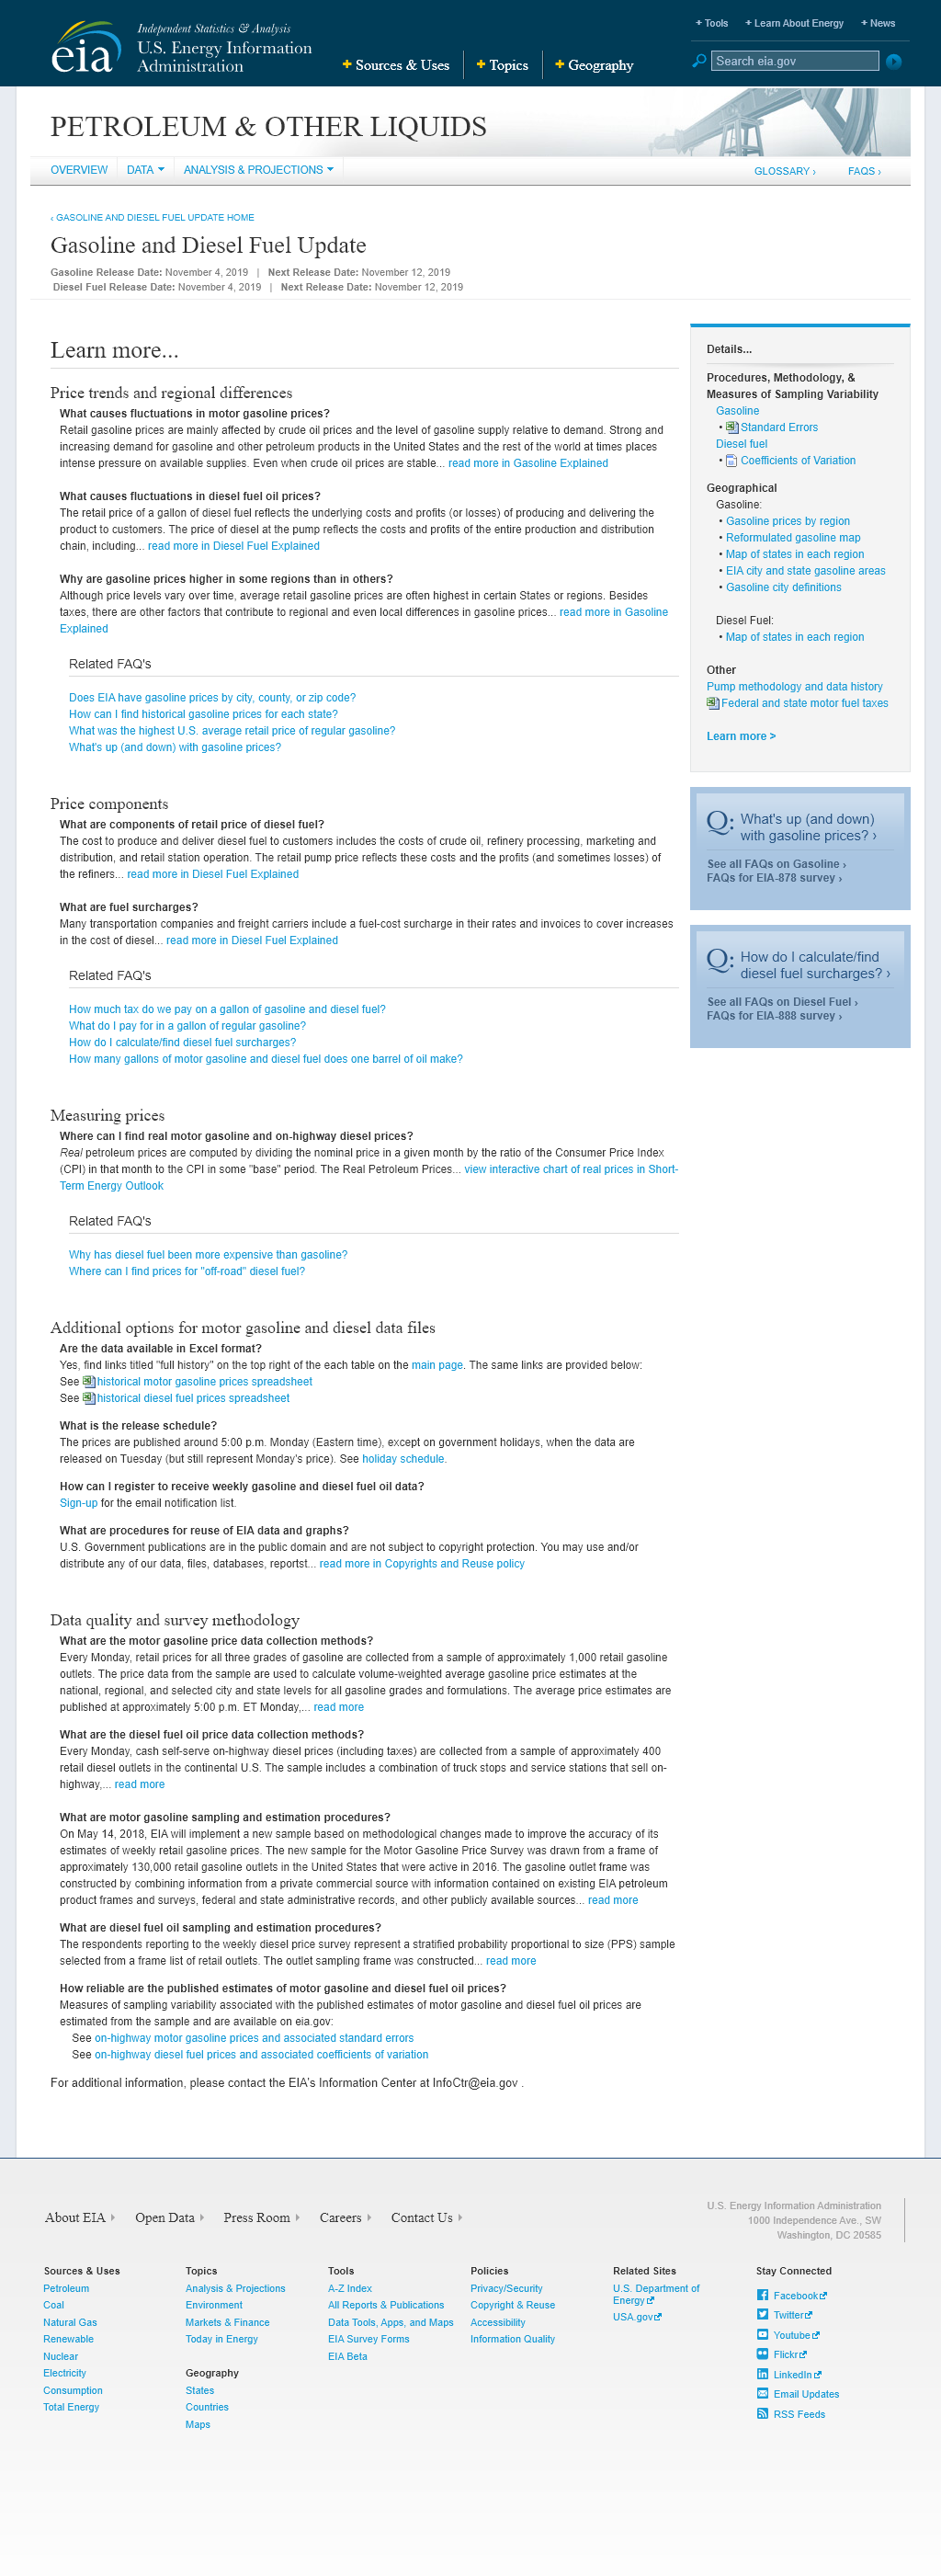 Independent Statistics & Analysis
eia
U.S. Energy Information
Administration
+ Sources & Uses
+ Topics
+ Geography
+ Tools
+ Learn About Energy
+ News
Search eia.gov
PETROLEUM & OTHER LIQUIDS
OVERVIEW
DATA
ANALYSIS & PROJECTIONS
GLOSSARY ›
FAQS ›
‹ GASOLINE AND DIESEL FUEL UPDATE HOME
Gasoline and Diesel Fuel Update
Gasoline Release Date: November 4, 2019 | Next Release Date: November 12, 2019
Diesel Fuel Release Date: November 4, 2019 | Next Release Date: November 12, 2019
Learn more...
Price trends and regional differences
What causes fluctuations in motor gasoline prices?
Retail gasoline prices are mainly affected by crude oil prices and the level of gasoline supply relative to demand. Strong and
increasing demand for gasoline and other petroleum products in the United States and the rest of the world at times places
intense pressure on available supplies. Even when crude oil prices are stable... read more in Gasoline Explained
What causes fluctuations in diesel fuel oil prices?
The retail price of a gallon of diesel fuel reflects the underlying costs and profits (or losses) of producing and delivering the
product to customers. The price of diesel at the pump reflects the costs and profits of the entire production and distribution
chain, including... read more in Diesel Fuel Explained
Why are gasoline prices higher in some regions than in others?
Although price levels vary over time, average retail gasoline prices are often highest in certain States or regions. Besides
taxes, there are other factors that contribute to regional and even local differences in gasoline prices... read more in Gasoline
Explained
Related FAQ's
Does EIA have gasoline prices by city, county, or zip code?
How can I find historical gasoline prices for each state?
What was the highest U.S. average retail price of regular gasoline?
What's up (and down) with gasoline prices?
Price components
What are components of retail price of diesel fuel?
The cost to produce and deliver diesel fuel to customers includes the costs of crude oil, refinery processing, marketing and
distribution, and retail station operation. The retail pump price reflects these costs and the profits (and sometimes losses) of
the refiners... read more in Diesel Fuel Explained
What are fuel surcharges?
Many transportation companies and freight carriers include a fuel-cost surcharge in their rates and invoices to cover increases
in the cost of diesel... read more in Diesel Fuel Explained
Related FAQ's
How much tax do we pay on a gallon of gasoline and diesel fuel?
What do I pay for in a gallon of regular gasoline?
How do I calculate/find diesel fuel surcharges?
How many gallons of motor gasoline and diesel fuel does one barrel of oil make?
Measuring prices
Where can I find real motor gasoline and on-highway diesel prices?
Real petroleum prices are computed by dividing the nominal price in a given month by the ratio of the Consumer Price Index
(CPI) in that month to the CPI in some "base" period. The Real Petroleum Prices... view interactive chart of real prices in Short-
Term Energy Outlook
Related FAQ's
Why has diesel fuel been more expensive than gasoline?
Where can I find prices for "off-road" diesel fuel?
Additional options for motor gasoline and diesel data files
Are the data available in Excel format?
Yes, find links titled "full history" on the top right of the each table on the main page. The same links are provided below:
See historical motor gasoline prices spreadsheet
See historical diesel fuel prices spreadsheet
What is the release schedule?
The prices are published around 5:00 p.m. Monday (Eastern time), except on government holidays, when the data are
released on Tuesday (but still represent Monday's price). See holiday schedule.
How can I register to receive weekly gasoline and diesel fuel oil data?
Sign-up for the email notification list.
What are procedures for reuse of EIA data and graphs?
U.S. Government publications are in the public domain and are not subject to copyright protection. You may use and/or
distribute any of our data, files, databases, reportst... read more in Copyrights and Reuse policy
Data quality and survey methodology
What are the motor gasoline price data collection methods?
Every Monday, retail prices for all three grades of gasoline are collected from a sample of approximately 1,000 retail gasoline
outlets. The price data from the sample are used to calculate volume-weighted average gasoline price estimates at the
national, regional, and selected city and state levels for all gasoline grades and formulations. The average price estimates are
published at approximately 5:00 p.m. ET Monday,... read more
What are the diesel fuel oil price data collection methods?
Every Monday, cash self-serve on-highway diesel prices (including taxes) are collected from a sample of approximately 400
retail diesel outlets in the continental U.S. The sample includes a combination of truck stops and service stations that sell on-
highway,... read more
What are motor gasoline sampling and estimation procedures?
On May 14, 2018, EIA will implement a new sample based on methodological changes made to improve the accuracy of its
estimates of weekly retail gasoline prices. The new sample for the Motor Gasoline Price Survey was drawn from a frame of
approximately 130,000 retail gasoline outlets in the United States that were active in 2016. The gasoline outlet frame was
constructed by combining information from a private commercial source with information contained on existing EIA petroleum
product frames and surveys, federal and state administrative records, and other publicly available sources... read more
What are diesel fuel oil sampling and estimation procedures?
The respondents reporting to the weekly diesel price survey represent a stratified probability proportional to size (PPS) sample
selected from a frame list of retail outlets. The outlet sampling frame was constructed... read more
How reliable are the published estimates of motor gasoline and diesel fuel oil prices?
Measures of sampling variability associated with the published estimates of motor gasoline and diesel fuel oil prices are
estimated from the sample and are available on eia.gov:
See on-highway motor gasoline prices and associated standard errors
See on-highway diesel fuel prices and associated coefficients of variation
For additional information, please contact the EIA's Information Center at InfoCtr@eia.gov .
Details...
Procedures, Methodology, &
Measures of Sampling Variability
Gasoline
• Standard Errors
Diesel fuel
• Coefficients of Variation
Geographical
Gasoline:
• Gasoline prices by region
• Reformulated gasoline map
• Map of states in each region
• EIA city and state gasoline areas
• Gasoline city definitions
Diesel Fuel:
• Map of states in each region
Other
Pump methodology and data history
Federal and state motor fuel taxes
Learn more >
Q: What's up (and down)
with gasoline prices? ›
See all FAQs on Gasoline ›
FAQs for EIA-878 survey ›
Q: How do I calculate/find
diesel fuel surcharges? ›
See all FAQs on Diesel Fuel ›
FAQs for EIA-888 survey ›
About EIA
Open Data
Press Room
Careers
Contact Us
U.S. Energy Information Administration
1000 Independence Ave., SW
Washington, DC 20585
Sources & Uses
Petroleum
Coal
Natural Gas
Renewable
Nuclear
Electricity
Consumption
Total Energy
Topics
Analysis & Projections
Environment
Markets & Finance
Today in Energy
Geography
States
Countries
Maps
Tools
A-Z Index
All Reports & Publications
Data Tools, Apps, and Maps
EIA Survey Forms
EIA Beta
Policies
Privacy/Security
Copyright & Reuse
Accessibility
Information Quality
Related Sites
U.S. Department of
Energy
USA.gov
Stay Connected
Facebook
Twitter
Youtube
Flickr
LinkedIn
Email Updates
RSS Feeds